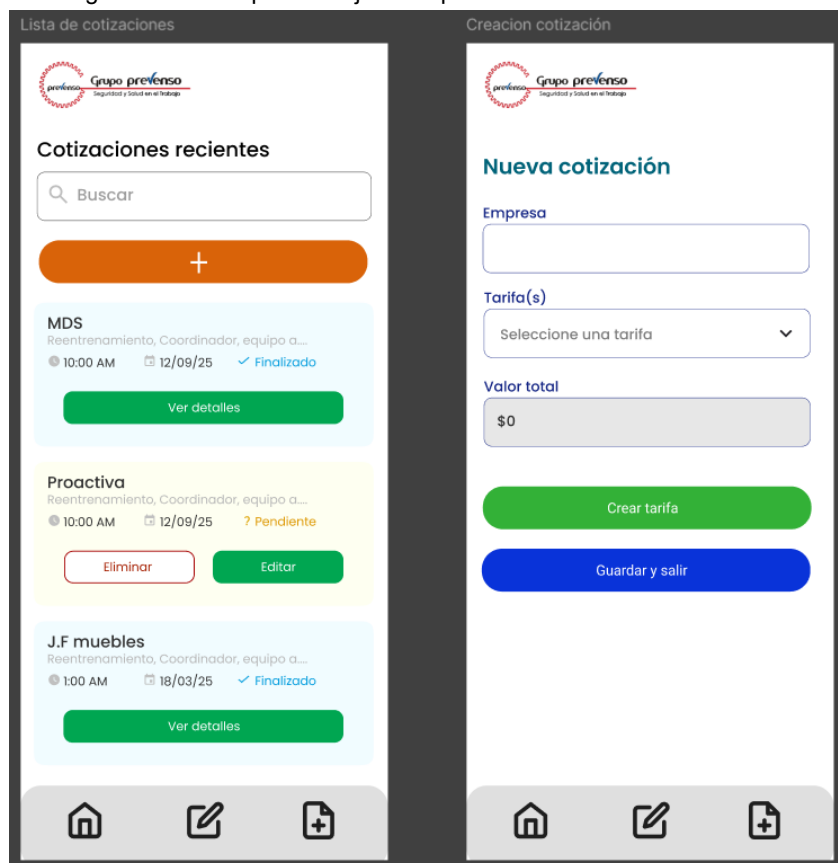 Lista de cotizaciones
prevenso
Grupo prevenso
Seguridad y Salud en el Trabajo
Cotizaciones recientes
Buscar
MDS
Reentrenamiento, Coordinador, equipo a....
10:00 AM 12/09/25 Finalizado
Ver detalles
Proactiva
Reentrenamiento, Coordinador, equipo a....
10:00 AM 12/09/25 ? Pendiente
Eliminar Editar
J.F muebles
Reentrenamiento, Coordinador, equipo a....
1:00 AM 18/03/25 Finalizado
Ver detalles
Creacion cotización
prevenso
Grupo prevenso
Seguridad y Salud en el Trabajo
Nueva cotización
Empresa
Tarifa(s)
Seleccione una tarifa
Valor total
$0
Crear tarifa
Guardar y salir